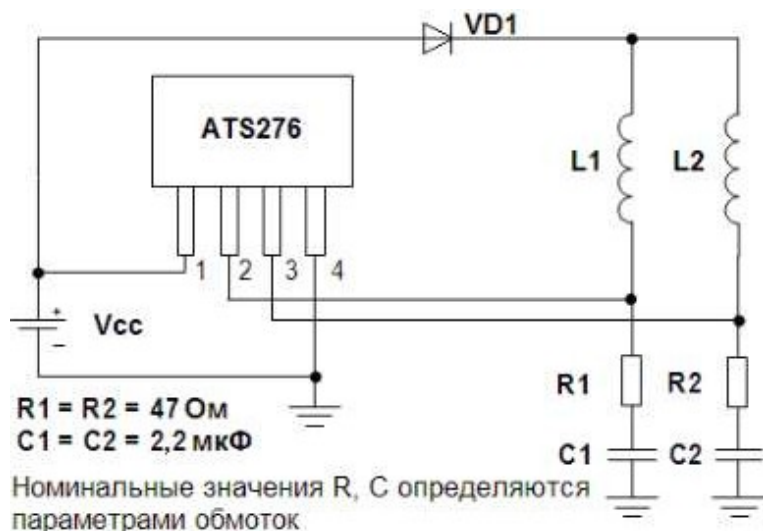 VD1
ATS276
L1
L2
1
2
3
4
+
Vcc
−
R1
R2
R1 = R2 = 47 Ом
C1 = C2 = 2,2 мкФ
C1
C2
Номинальные значения R, C определяются
параметрами обмоток